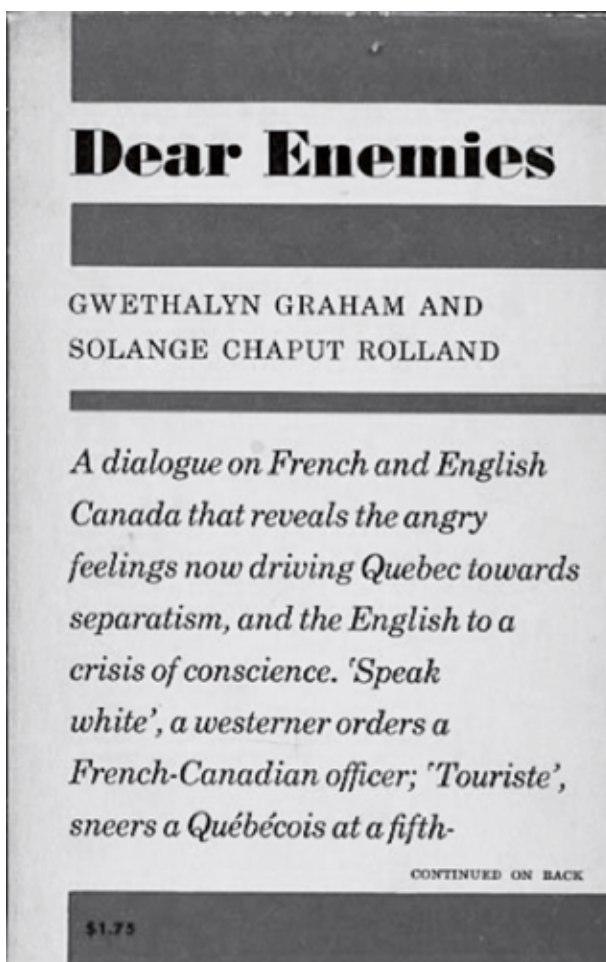 Dear Enemies
GWETHALYN GRAHAM AND
SOLANGE CHAPUT ROLLAND
A dialogue on French and English
Canada that reveals the angry
feelings now driving Quebec towards
separatism, and the English to a
crisis of conscience. 'Speak
white', a westerner orders a
French-Canadian officer; 'Touriste',
sneers a Québécois at a fifth-
CONTINUED ON BACK
$1.75